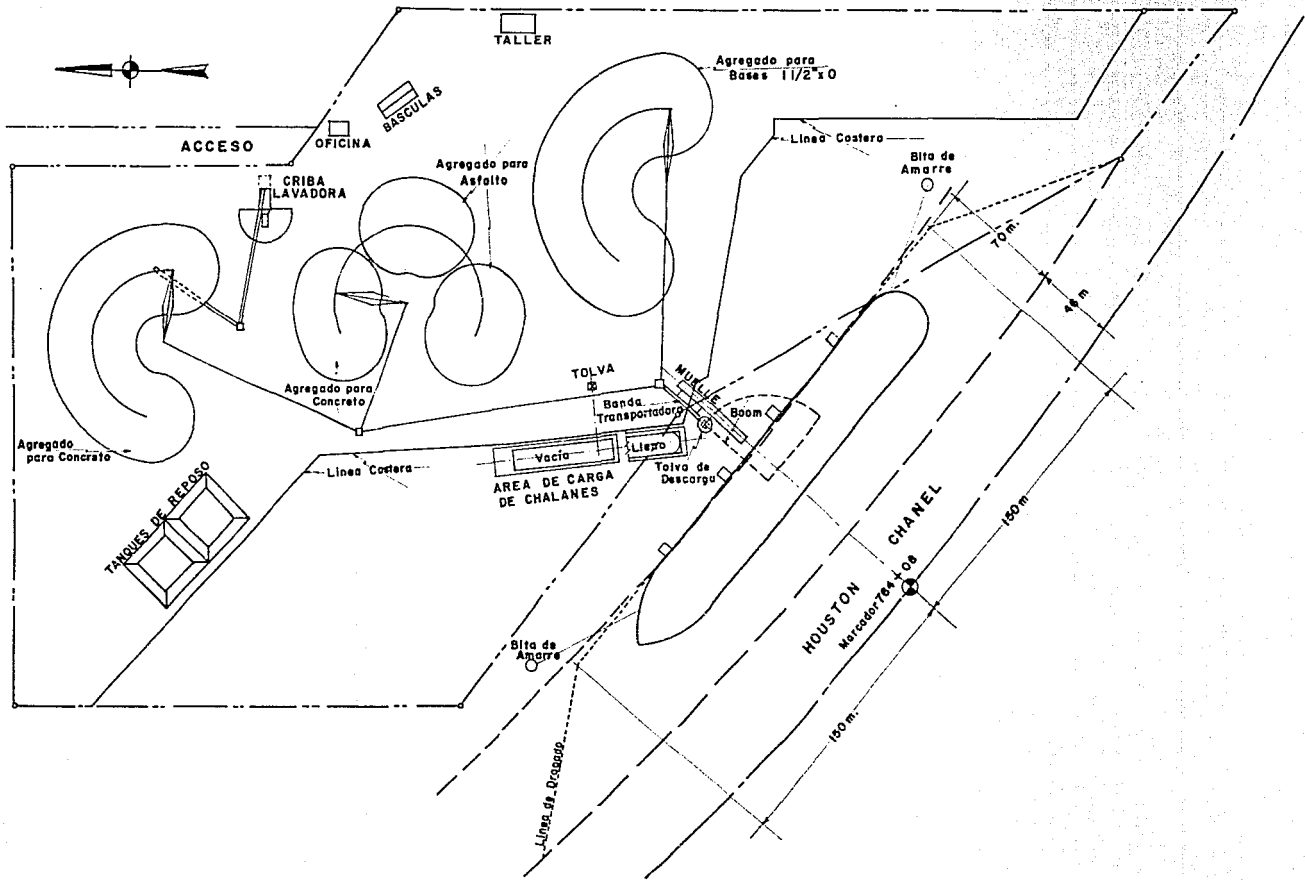 TALLER
Agregado para
Bases 1 1/2" x 0
BASCULAS
OFICINA
ACCESO
Linea Costera
Bita de
Amarre
Agregado para
Asfalto
CRIBA
LAVADORA
70 m.
46 m
TOLVA
MUELLE
Agregado para
Concreto
Banda
Transportadora
Boom
Agregado
para Concreto
Linea Costera
Vacio
Lleno
Tolva de
Descarga
AREA DE CARGA
DE CHALANES
TANQUES DE REPOSO
HOUSTON CHANEL
Marcador 784+08
150 m
Bita de
Amarre
150 m.
Linea de Dragado